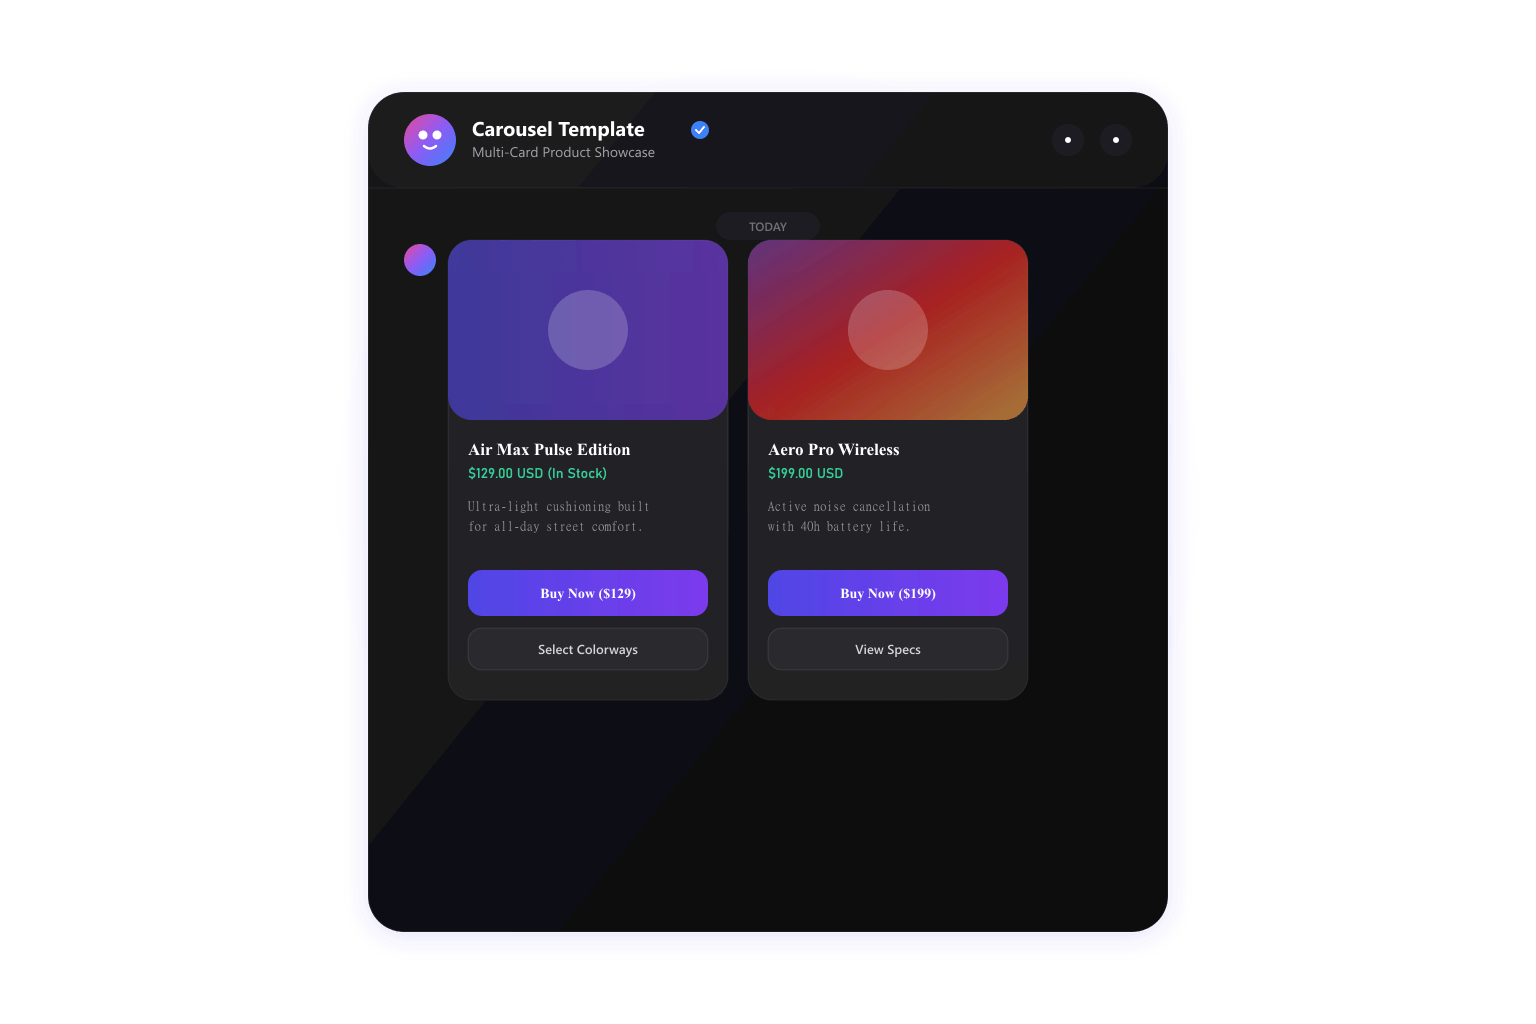 Carousel Template
Multi-Card Product Showcase
TODAY
Air Max Pulse Edition
$129.00 USD (In Stock)
Ultra-light cushioning built
for all-day street comfort.
Buy Now ($129)
Select Colorways
Aero Pro Wireless
$199.00 USD
Active noise cancellation
with 40h battery life.
Buy Now ($199)
View Specs